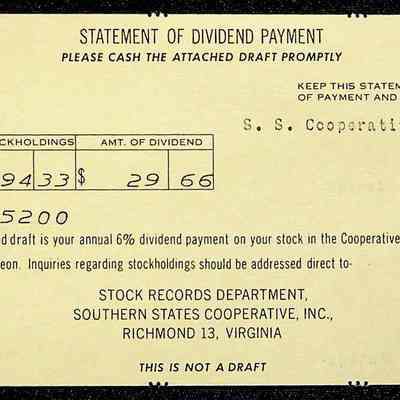 STATEMENT OF DIVIDEND PAYMENT
PLEASE CASH THE ATTACHED DRAFT PROMPTLY
KEEP THIS STATEM
OF PAYMENT AND
S. S. Cooperati
CKHOLDINGS AMT. OF DIVIDEND
94 33 $ 29 66
5200
d draft is your annual 6% dividend payment on your stock in the Cooperative
eon. Inquiries regarding stockholdings should be addressed direct to-
STOCK RECORDS DEPARTMENT,
SOUTHERN STATES COOPERATIVE, INC.,
RICHMOND 13, VIRGINIA
THIS IS NOT A DRAFT